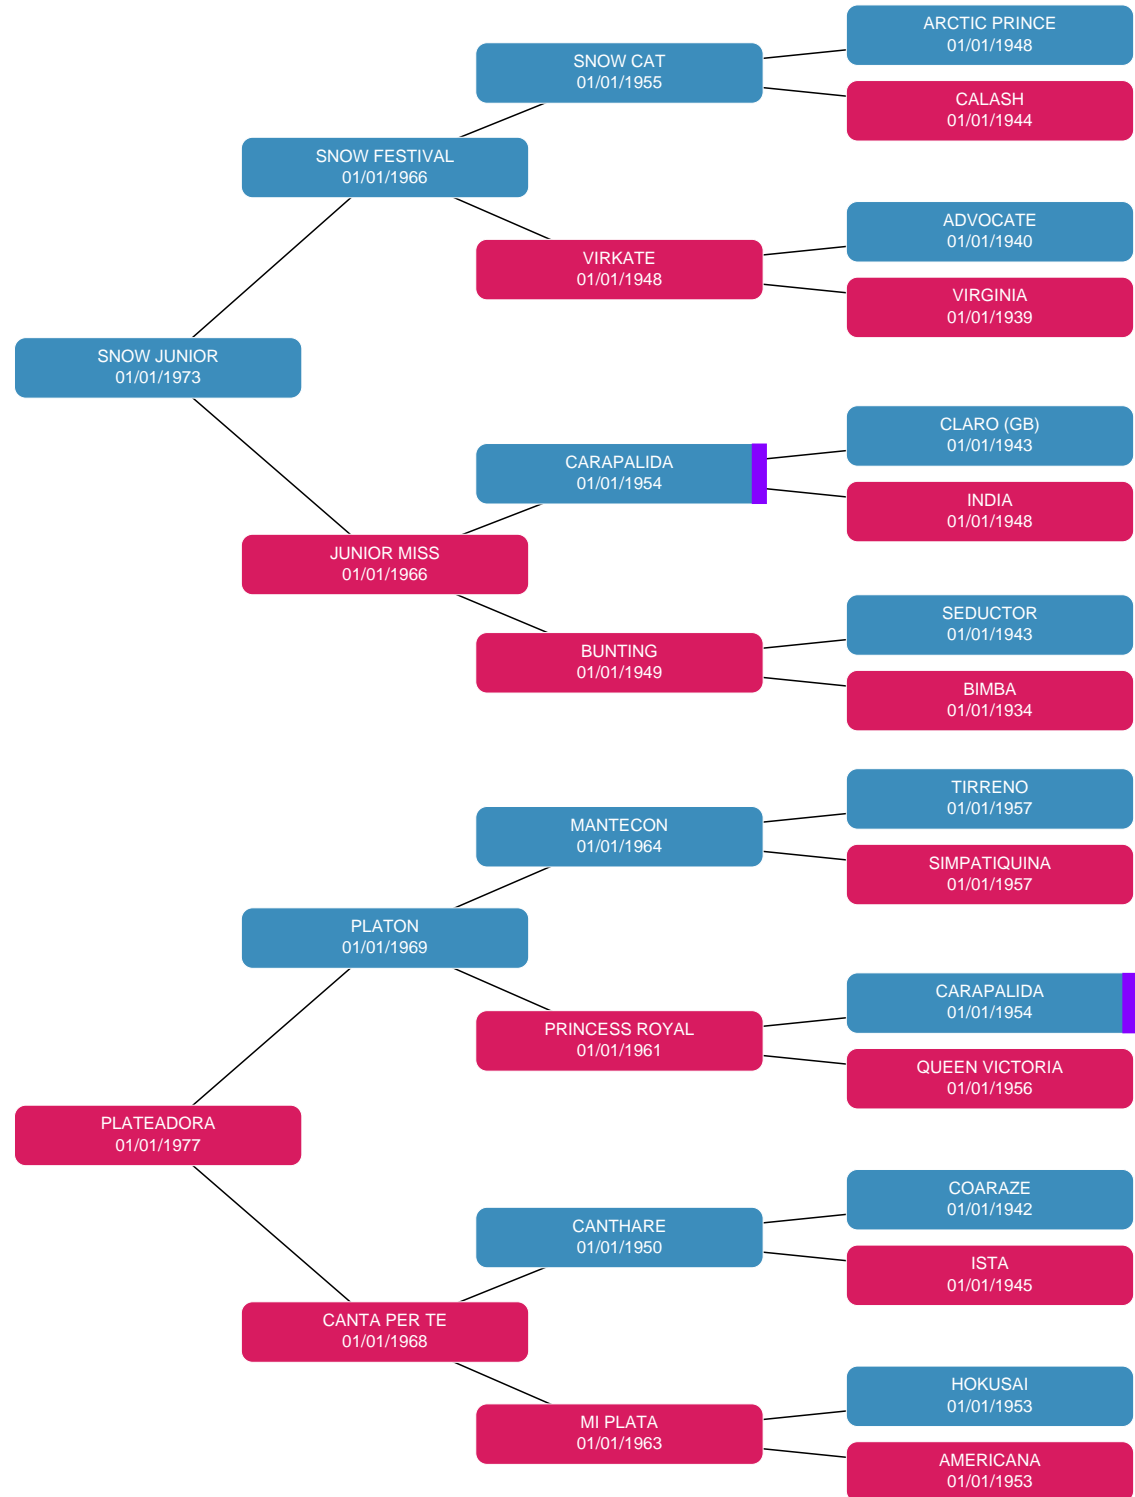 ARCTIC PRINCE
01/01/1948
SNOW CAT
01/01/1955
CALASH
01/01/1944
SNOW FESTIVAL
01/01/1966
ADVOCATE
01/01/1940
VIRKATE
01/01/1948
VIRGINIA
01/01/1939
SNOW JUNIOR
01/01/1973
CLARO (GB)
01/01/1943
CARAPALIDA
01/01/1954
INDIA
01/01/1948
JUNIOR MISS
01/01/1966
SEDUCTOR
01/01/1943
BUNTING
01/01/1949
BIMBA
01/01/1934
TIRRENO
01/01/1957
MANTECON
01/01/1964
SIMPATIQUINA
01/01/1957
PLATON
01/01/1969
CARAPALIDA
01/01/1954
PRINCESS ROYAL
01/01/1961
QUEEN VICTORIA
01/01/1956
PLATEADORA
01/01/1977
COARAZE
01/01/1942
CANTHARE
01/01/1950
ISTA
01/01/1945
CANTA PER TE
01/01/1968
HOKUSAI
01/01/1953
MI PLATA
01/01/1963
AMERICANA
01/01/1953